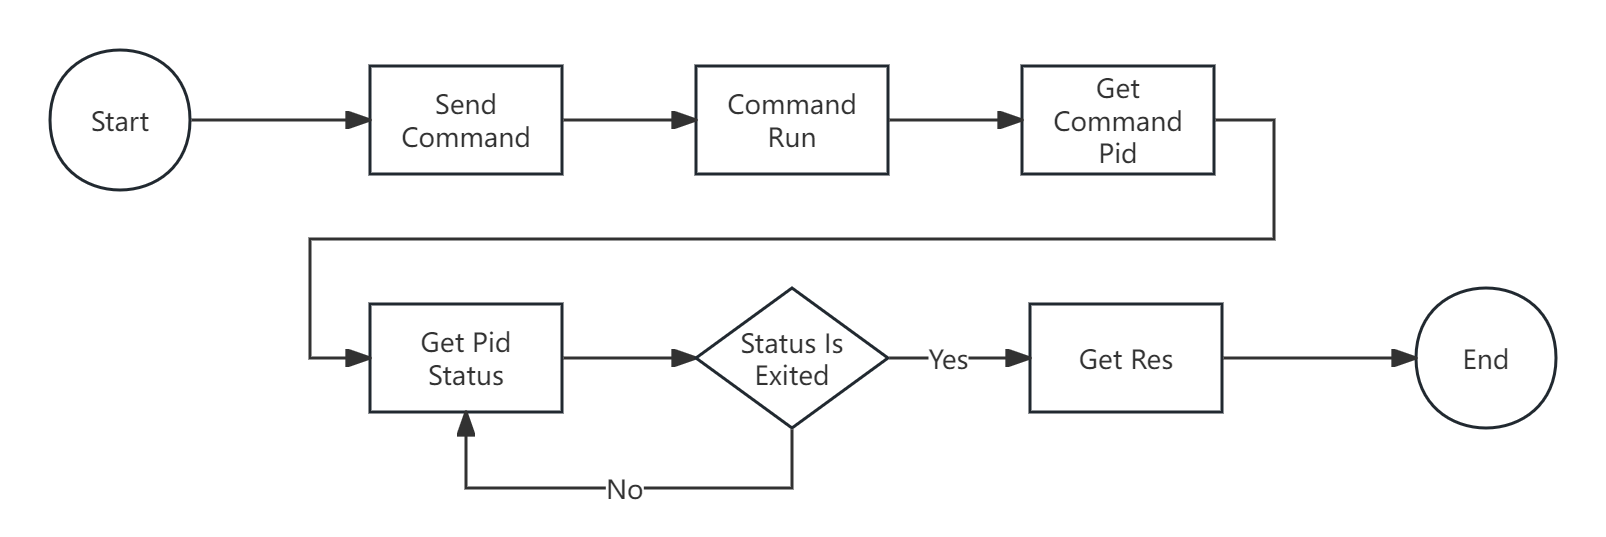 Start
Send
Command
Command
Run
Get
Command
Pid
Get Pid
Status
Status Is
Exited
Yes
Get Res
End
No